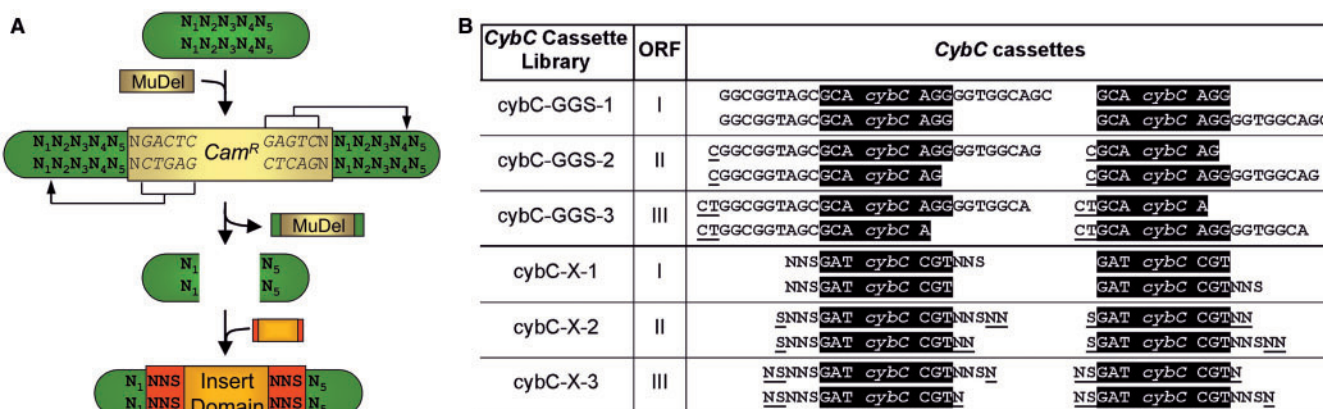 A
N1N2N3N4N5
N1N2N3N4N5
MuDel
N1N2N3N4N5 NGACTC CamR GAGTCN N1N2N3N4N5
N1N2N3N4N5 NCTGAG CTCAGN N1N2N3N4N5
MuDel
N1 N5
N1 N5
N1 NNS Insert NNS N5
N1 NNS Domain NNS N5
B
CybC Cassette Library ORF CybC cassettes
cybC-GGS-1 I
GGCGGTAGCGCA cybC AGGGGTGGCAGC GCA cybC AGG
GGCGGTAGCGCA cybC AGG GCA cybC AGGGGTGGCAGC
cybC-GGS-2 II
CGGCGGTAGCGCA cybC AGGGGTGGCAG CGCA cybC AG
CGGCGGTAGCGCA cybC AG CGCA cybC AGGGGTGGCAG
cybC-GGS-3 III
CTGGCGGTAGCGCA cybC AGGGGTGGCA CTGCA cybC A
CTGGCGGTAGCGCA cybC A CTGCA cybC AGGGGTGGCA
cybC-X-1 I
NNSGAT cybC CGTNNS GAT cybC CGT
NNSGAT cybC CGT GAT cybC CGTNNS
cybC-X-2 II
SNNSGAT cybC CGTNNSNN SGAT cybC CGTNN
SNNSGAT cybC CGTNN SGAT cybC CGTNNSNN
cybC-X-3 III
NSNNSGAT cybC CGTNNSN NSGAT cybC CGTN
NSNNSGAT cybC CGTN NSGAT cybC CGTNNSN